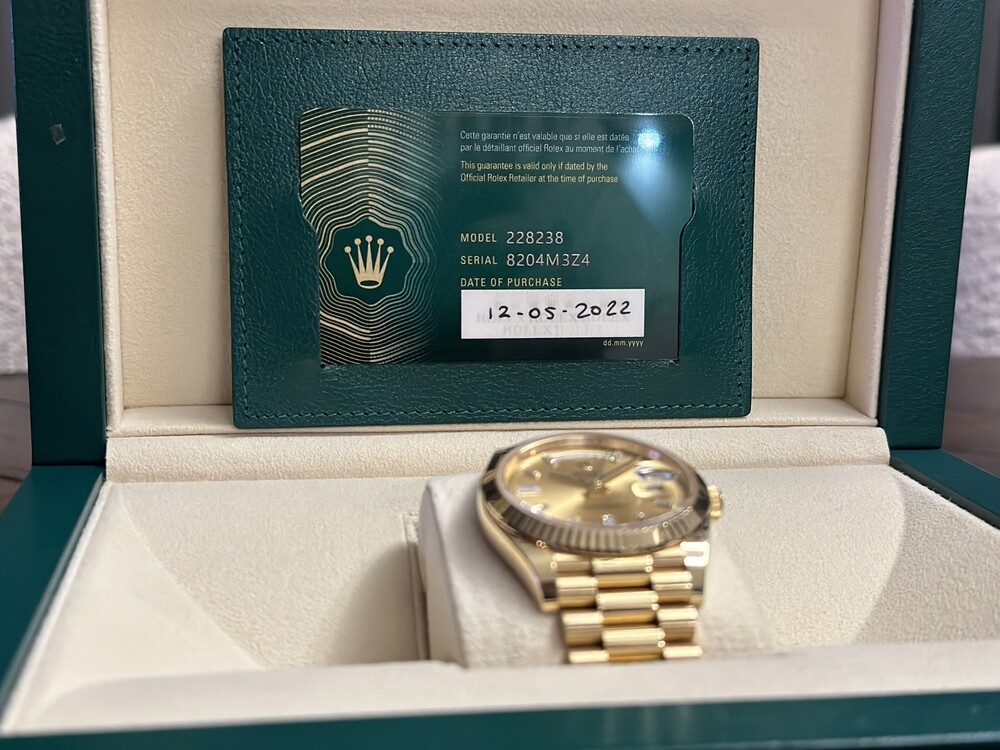 Cette garantie n'est valable que si elle est datée
par le détaillant officiel Rolex au moment de l'achat
This guarantee is valid only if dated by the
Official Rolex Retailer at the time of purchase
MODEL 228238
SERIAL 8204M3Z4
DATE OF PURCHASE
12-05-2022
ROLEX
dd.mm.yyyy